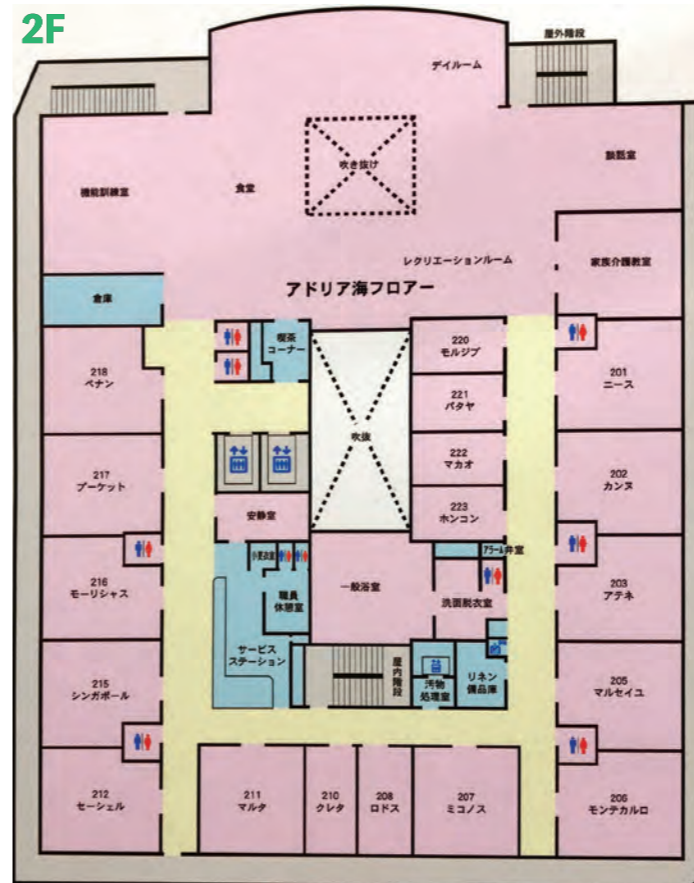 2F
屋外階段
デイルーム
吹き抜け
談話室
機能訓練室
食堂
レクリエーションルーム
家族介護教室
アドリア海フロアー
倉庫
喫茶
コーナー
220
モルジブ
201
ニース
218
ペナン
221
パタヤ
吹抜
222
マカオ
202
カンヌ
217
プーケット
223
ホンコン
安静室
小更衣室
アラーム弁室
216
モーリシャス
職員
休憩室
一般浴室
洗面脱衣室
203
アテネ
サービス
ステーション
屋内階段
汚物
処理室
リネン
備品庫
215
シンガポール
205
マルセイユ
212
セーシェル
211
マルタ
210
クレタ
208
ロドス
207
ミコノス
206
モンテカルロ